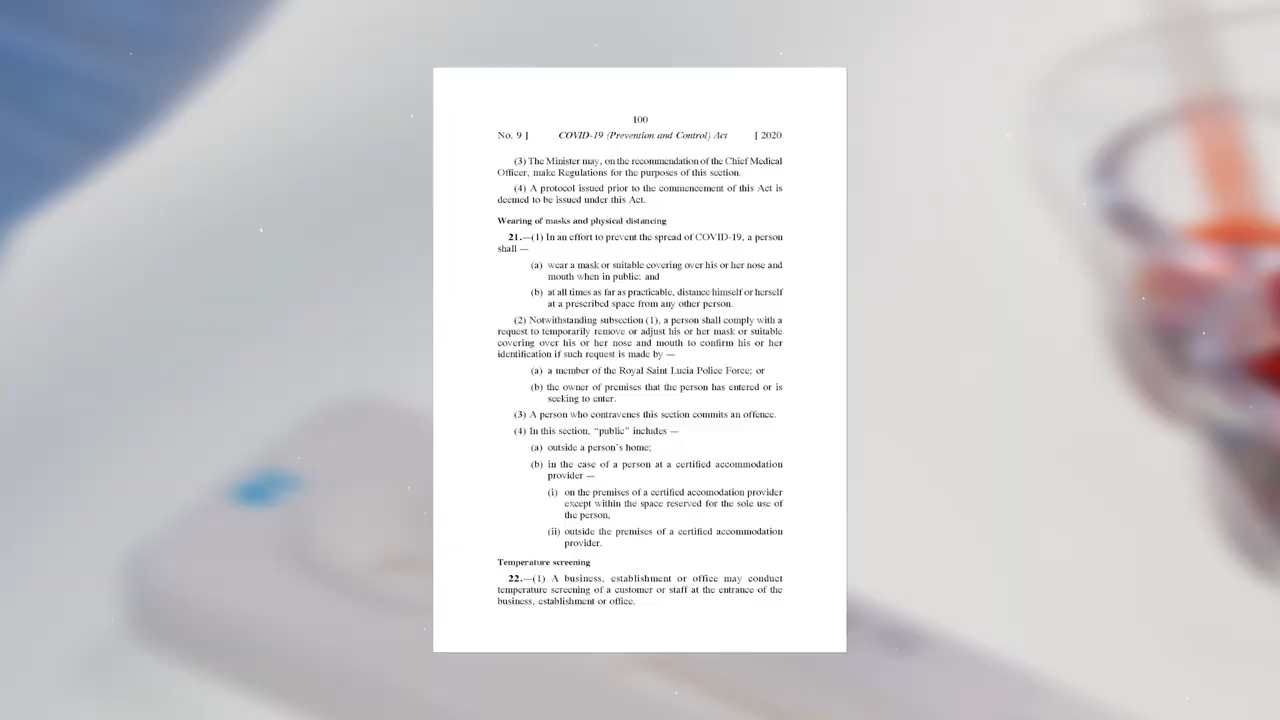 100
No. 9 ] COVID-19 (Prevention and Control) Act [ 2020
(3) The Minister may, on the recommendation of the Chief Medical
Officer, make Regulations for the purposes of this section.
(4) A protocol issued prior to the commencement of this Act is
deemed to be issued under this Act.
Wearing of masks and physical distancing
21.—(1) In an effort to prevent the spread of COVID-19, a person
shall —
(a) wear a mask or suitable covering over his or her nose and
mouth when in public; and
(b) at all times as far as practicable, distance himself or herself
at a prescribed space from any other person.
(2) Notwithstanding subsection (1), a person shall comply with a
request to temporarily remove or adjust his or her mask or suitable
covering over his or her nose and mouth to confirm his or her
identification if such request is made by —
(a) a member of the Royal Saint Lucia Police Force; or
(b) the owner of premises that the person has entered or is
seeking to enter.
(3) A person who contravenes this section commits an offence.
(4) In this section, “public” includes —
(a) outside a person’s home;
(b) in the case of a person at a certified accommodation
provider —
(i) on the premises of a certified accomodation provider
except within the space reserved for the sole use of
the person,
(ii) outside the premises of a certified accommodation
provider.
Temperature screening
22.—(1) A business, establishment or office may conduct
temperature screening of a customer or staff at the entrance of the
business, establishment or office.